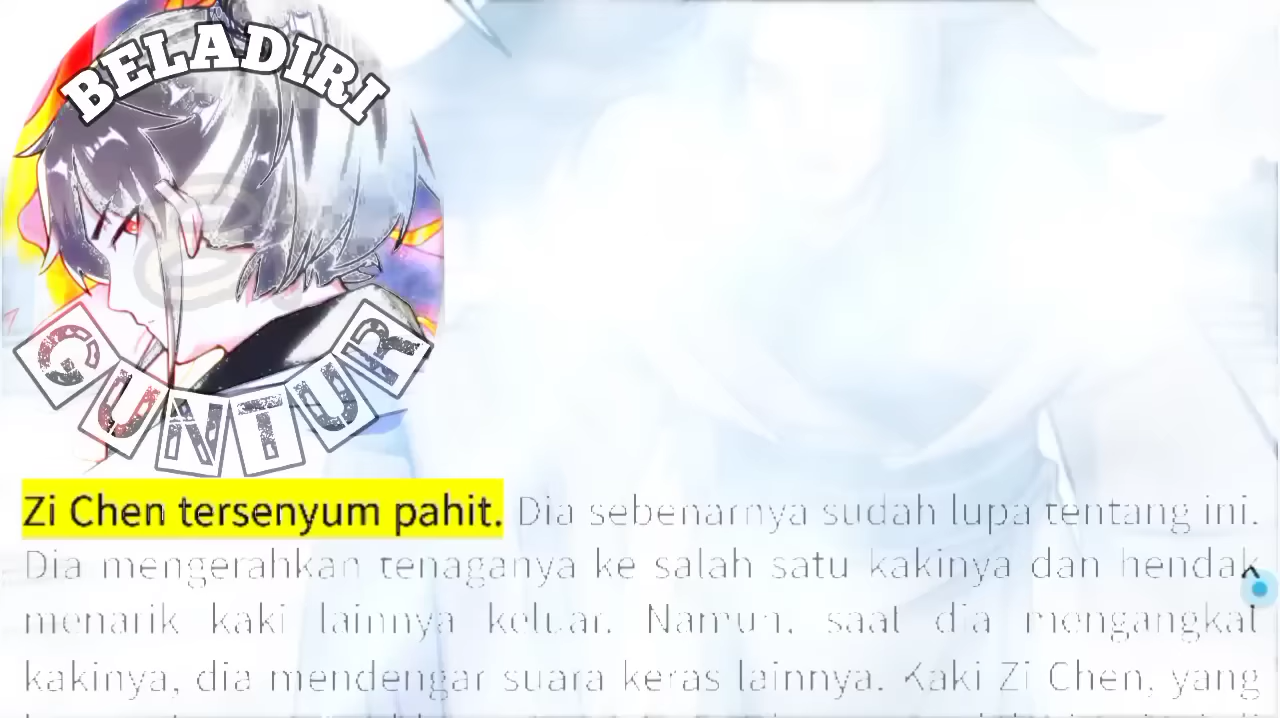 BELADIRI
GUNTUR
Zi Chen tersenyum pahit. Dia sebenarnya sudah lupa tentang ini.
Dia mengerahkan tenaganya ke salah satu kakinya dan hendak
menarik kaki lainnya keluar. Namun, saat dia mengangkat
kakinya, dia mendengar suara keras lainnya. Kaki Zi Chen, yang